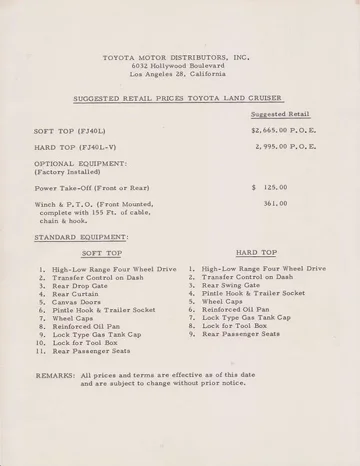 TOYOTA MOTOR DISTRIBUTORS, INC.
6032 Hollywood Boulevard
Los Angeles 28, California
SUGGESTED RETAIL PRICES TOYOTA LAND CRUISER
Suggested Retail
SOFT TOP (FJ40L) $2,665.00 P.O.E.
HARD TOP (FJ40L-V) 2,995.00 P.O.E.
OPTIONAL EQUIPMENT:
(Factory Installed)
Power Take-Off (Front or Rear) $ 125.00
Winch & P.T.O. (Front Mounted, 361.00
complete with 155 Ft. of cable,
chain & hook.
STANDARD EQUIPMENT:
SOFT TOP
1. High-Low Range Four Wheel Drive
2. Transfer Control on Dash
3. Rear Drop Gate
4. Rear Curtain
5. Canvas Doors
6. Pintle Hook & Trailer Socket
7. Wheel Caps
8. Reinforced Oil Pan
9. Lock Type Gas Tank Cap
10. Lock for Tool Box
11. Rear Passenger Seats
HARD TOP
1. High-Low Range Four Wheel Drive
2. Transfer Control on Dash
3. Rear Swing Gate
4. Pintle Hook & Trailer Socket
5. Wheel Caps
6. Reinforced Oil Pan
7. Lock Type Gas Tank Cap
8. Lock for Tool Box
9. Rear Passenger Seats
REMARKS: All prices and terms are effective as of this date
and are subject to change without prior notice.